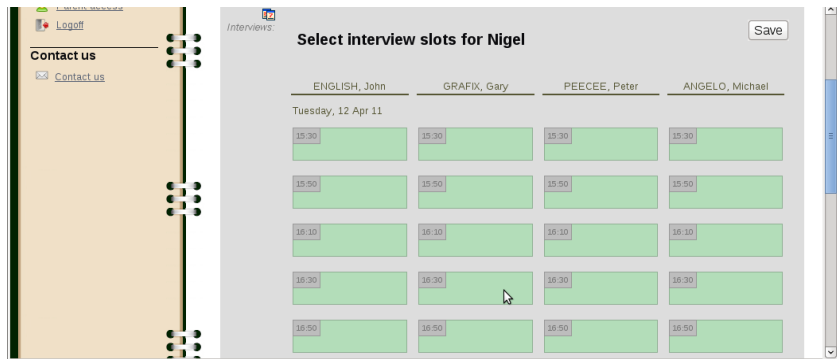 Parent access
Logoff
Contact us
Contact us
Interviews:
Select interview slots for Nigel
Save
ENGLISH, John GRAFIX, Gary PEECEE, Peter ANGELO, Michael
Tuesday, 12 Apr 11
15:30 15:30 15:30 15:30
15:50 15:50 15:50 15:50
16:10 16:10 16:10 16:10
16:30 16:30 16:30 16:30
16:50 16:50 16:50 16:50